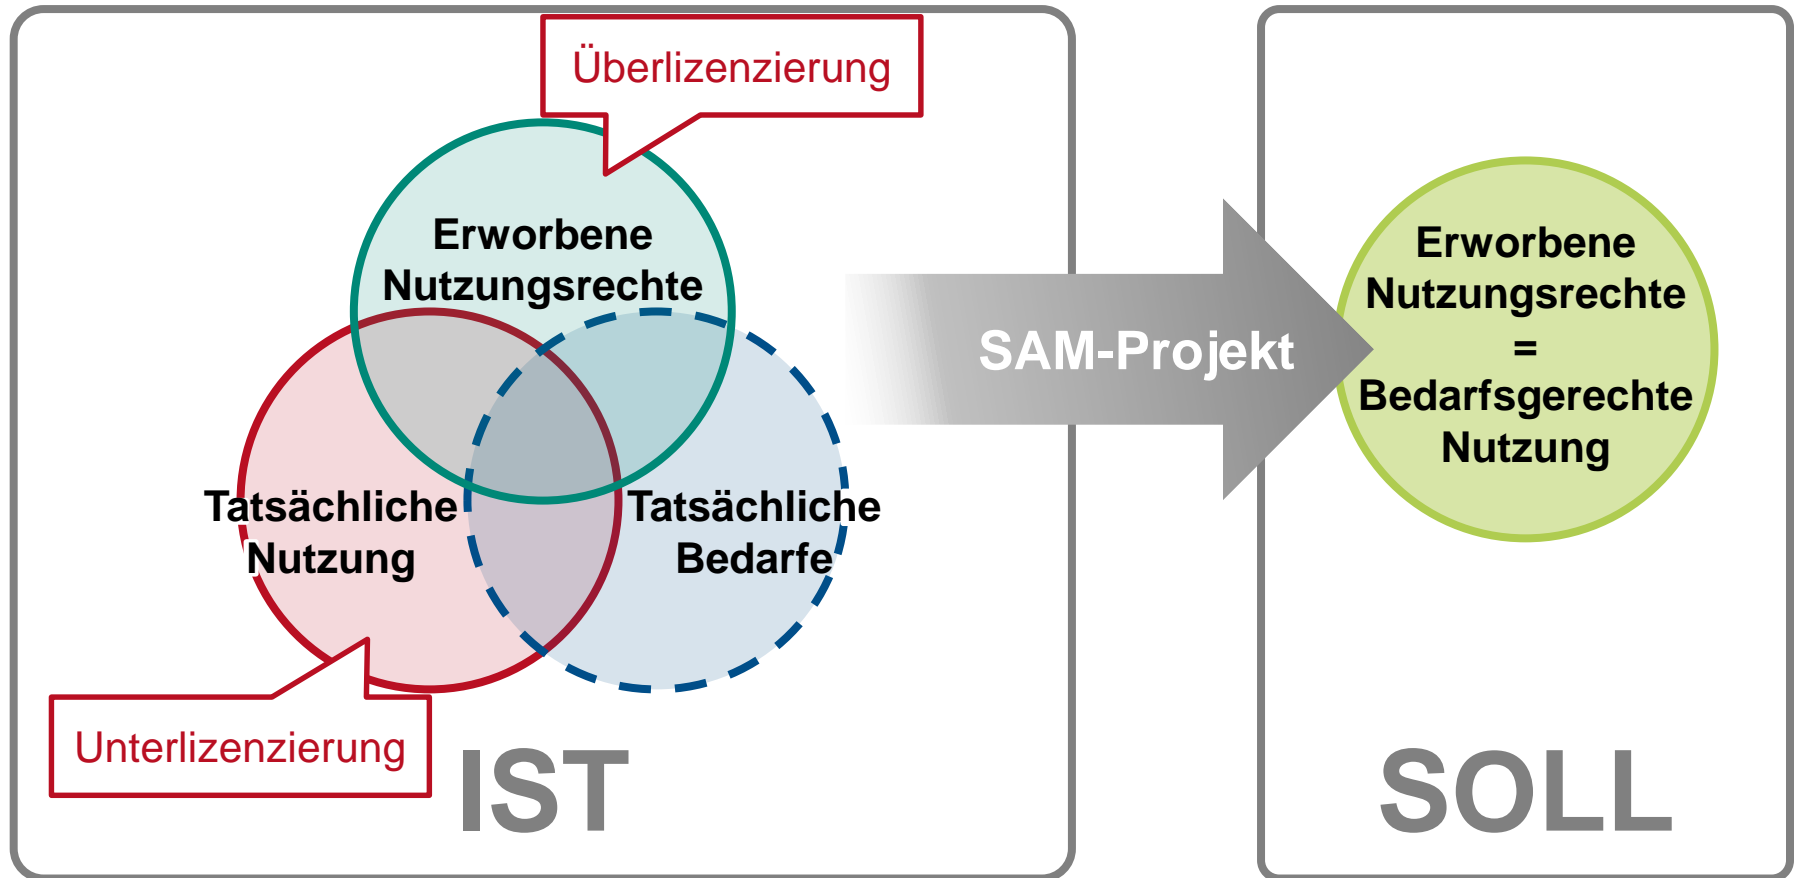 Überlizenzierung
Erworbene
Nutzungsrechte
Tatsächliche
Nutzung
Tatsächliche
Bedarfe
Unterlizenzierung
IST
SAM-Projekt
Erworbene
Nutzungsrechte
=
Bedarfsgerechte
Nutzung
SOLL